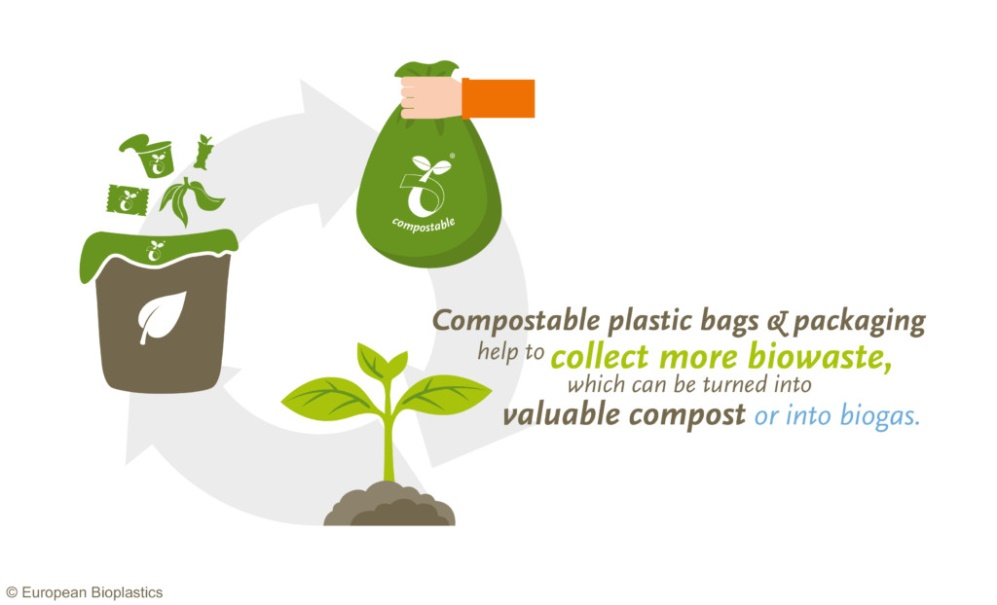 ®
compostable
Compostable plastic bags & packaging
help to collect more biowaste,
which can be turned into
valuable compost or into biogas.
© European Bioplastics